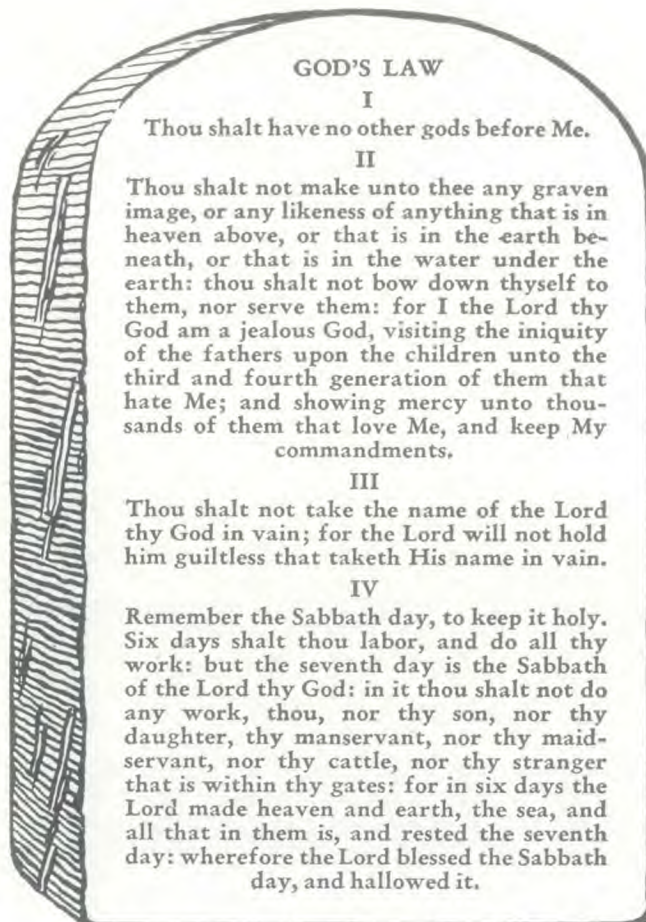 GOD'S LAW
I
Thou shalt have no other gods before Me.
II
Thou shalt not make unto thee any graven
image, or any likeness of anything that is in
heaven above, or that is in the earth be-
neath, or that is in the water under the
earth: thou shalt not bow down thyself to
them, nor serve them: for I the Lord thy
God am a jealous God, visiting the iniquity
of the fathers upon the children unto the
third and fourth generation of them that
hate Me; and showing mercy unto thou-
sands of them that love Me, and keep My
commandments.
III
Thou shalt not take the name of the Lord
thy God in vain; for the Lord will not hold
him guiltless that taketh His name in vain.
IV
Remember the Sabbath day, to keep it holy.
Six days shalt thou labor, and do all thy
work: but the seventh day is the Sabbath
of the Lord thy God: in it thou shalt not do
any work, thou, nor thy son, nor thy
daughter, thy manservant, nor thy maid-
servant, nor thy cattle, nor thy stranger
that is within thy gates: for in six days the
Lord made heaven and earth, the sea, and
all that in them is, and rested the seventh
day: wherefore the Lord blessed the Sabbath
day, and hallowed it.